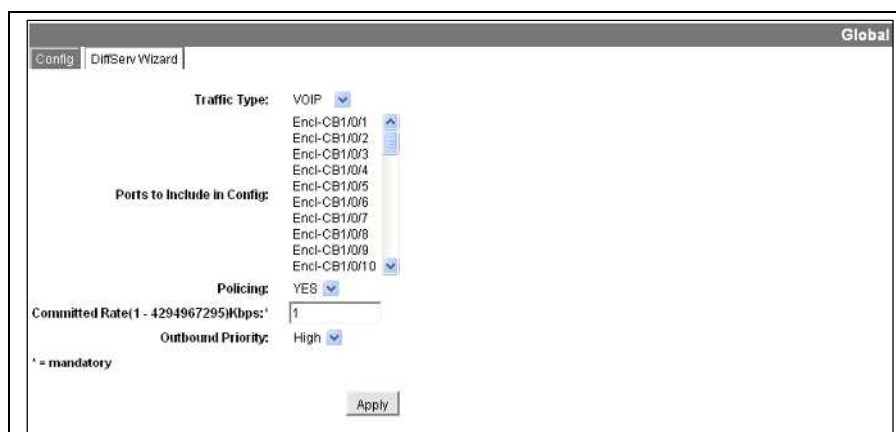 Global
Config DiffServ Wizard
Traffic Type: VOIP
Ports to Include in Config:
Encl-CB1/0/1
Encl-CB1/0/2
Encl-CB1/0/3
Encl-CB1/0/4
Encl-CB1/0/5
Encl-CB1/0/6
Encl-CB1/0/7
Encl-CB1/0/8
Encl-CB1/0/9
Encl-CB1/0/10
Policing: YES
Committed Rate(1 - 4294967295)Kbps:* 1
Outbound Priority: High
* = mandatory
Apply